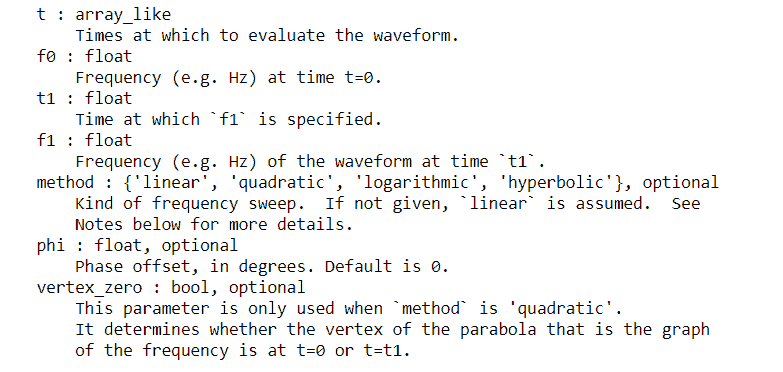 t : array_like
    Times at which to evaluate the waveform.
f0 : float
    Frequency (e.g. Hz) at time t=0.
t1 : float
    Time at which `f1` is specified.
f1 : float
    Frequency (e.g. Hz) of the waveform at time `t1`.
method : {'linear', 'quadratic', 'logarithmic', 'hyperbolic'}, optional
    Kind of frequency sweep.  If not given, `linear` is assumed.  See
    Notes below for more details.
phi : float, optional
    Phase offset, in degrees. Default is 0.
vertex_zero : bool, optional
    This parameter is only used when `method` is 'quadratic'.
    It determines whether the vertex of the parabola that is the graph
    of the frequency is at t=0 or t=t1.